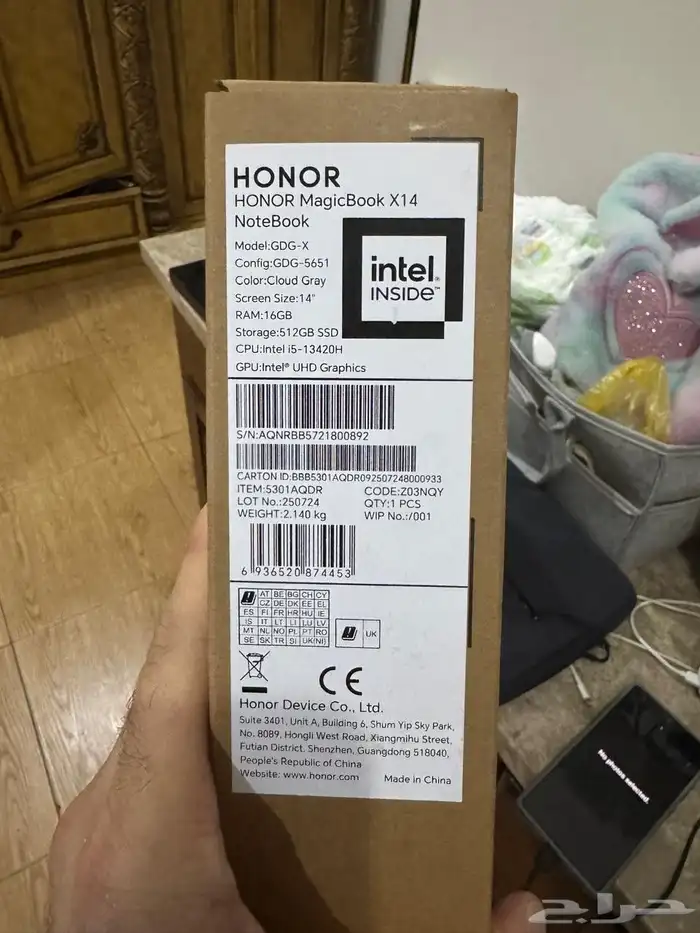 HONOR
HONOR MagicBook X14
NoteBook
Model:GDG-X
Config:GDG-5651
Color:Cloud Gray
Screen Size:14"
RAM:16GB
Storage:512GB SSD
CPU:Intel i5-13420H
GPU:Intel® UHD Graphics
intel®
INSIDE™
S/N:AQNRBB5721800892
CARTON ID:BBB5301AQDR092507248000933
ITEM:5301AQDR CODE:Z03NQY
LOT No.:250724 QTY:1 PCS
WEIGHT:2.140 kg WIP No.:/001
6 936520 874453
AT BE BG CH CY
CZ DE DK EE EL
ES FI FR HR HU IE
IS IT LT LI LU LV
MT NL NO PL PT RO
SE SK TR SI UK(NI)
UK
CE
Honor Device Co., Ltd.
Suite 3401, Unit A, Building 6, Shum Yip Sky Park,
No. 8089, Hongli West Road, Xiangmihu Street,
Futian District, Shenzhen, Guangdong 518040,
People's Republic of China
Website: www.honor.com Made in China
No photos selected.
حراج